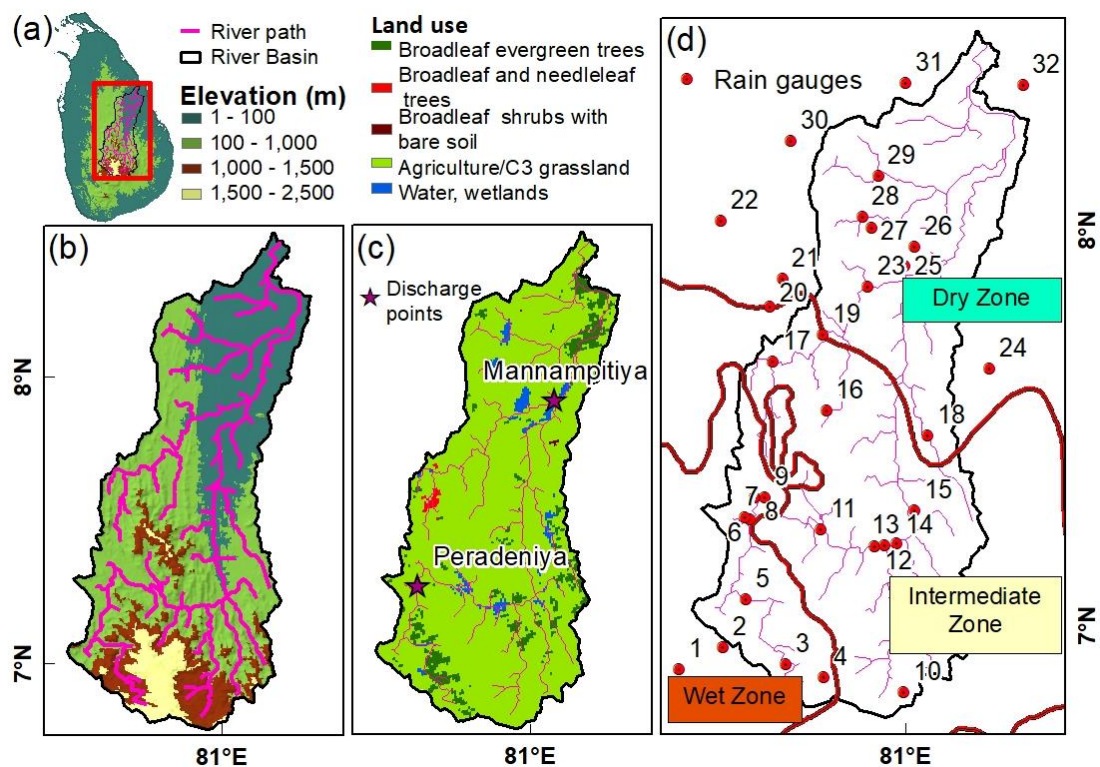 (a)
River path
River Basin
Elevation (m)
1 - 100
100 - 1,000
1,000 - 1,500
1,500 - 2,500
Land use
Broadleaf evergreen trees
Broadleaf and needleleaf
trees
Broadleaf shrubs with
bare soil
Agriculture/C3 grassland
Water, wetlands
(b)
8°N
7°N
81°E
(c)
Discharge
points
Mannampitiya
Peradeniya
81°E
(d)
Rain gauges
31
32
30
29
22
28
27
26
21
23
25
20
Dry Zone
19
17
24
16
18
9
15
7
8
6
11
13
14
12
5
Intermediate
Zone
2
1
3
4
10
Wet Zone
8°N
7°N
81°E